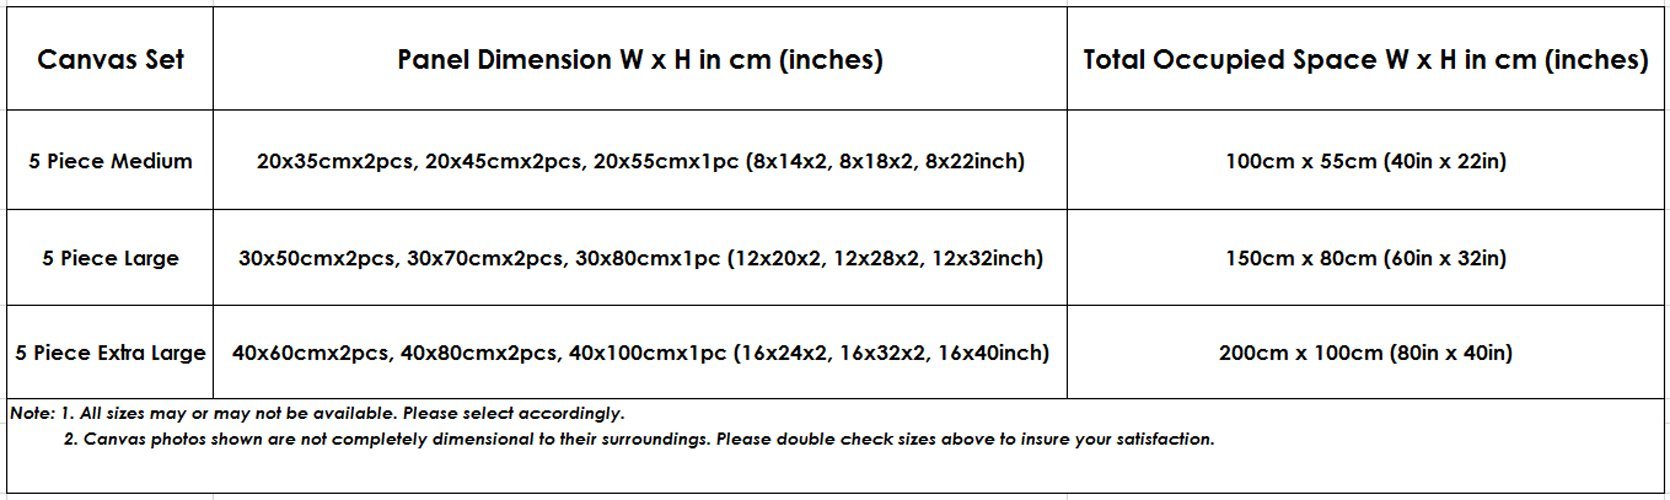 Canvas Set Panel Dimension W x H in cm (inches) Total Occupied Space W x H in cm (inches)
5 Piece Medium 20x35cmx2pcs, 20x45cmx2pcs, 20x55cmx1pc (8x14x2, 8x18x2, 8x22inch) 100cm x 55cm (40in x 22in)
5 Piece Large 30x50cmx2pcs, 30x70cmx2pcs, 30x80cmx1pc (12x20x2, 12x28x2, 12x32inch) 150cm x 80cm (60in x 32in)
5 Piece Extra Large 40x60cmx2pcs, 40x80cmx2pcs, 40x100cmx1pc (16x24x2, 16x32x2, 16x40inch) 200cm x 100cm (80in x 40in)
Note: 1. All sizes may or may not be available. Please select accordingly.
2. Canvas photos shown are not completely dimensional to their surroundings. Please double check sizes above to insure your satisfaction.